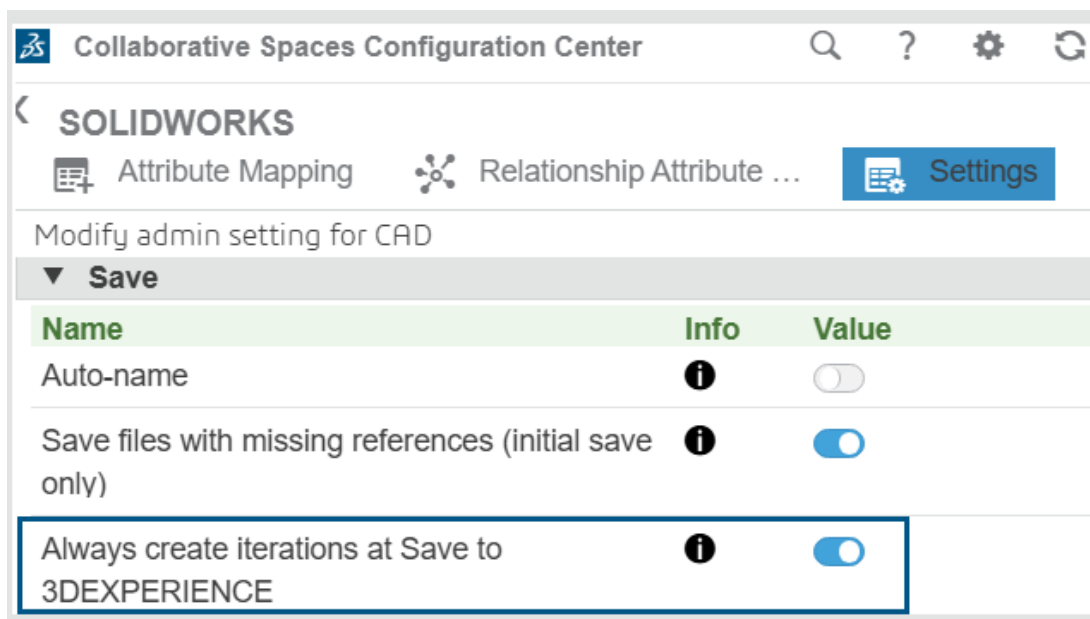 Collaborative Spaces Configuration Center ?
SOLIDWORKS
Attribute Mapping Relationship Attribute ... Settings
Modify admin setting for CAD
Save
Name Info Value
Auto-name
Save files with missing references (initial save
only)
Always create iterations at Save to
3DEXPERIENCE